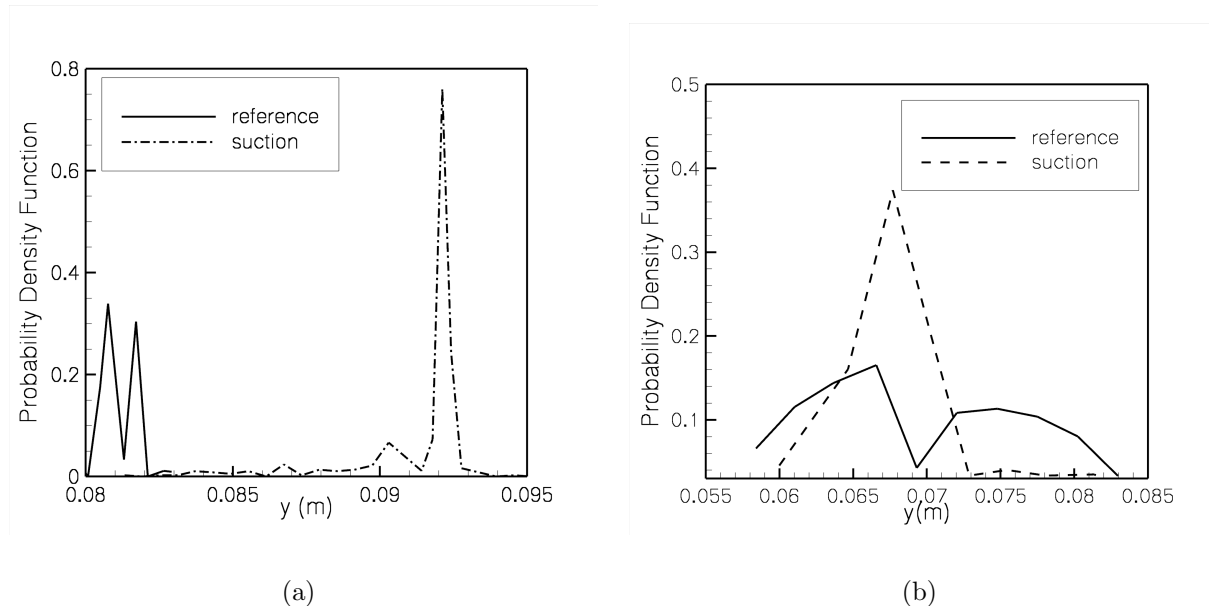 0.8
0.6
0.4
0.2
0
Probability Density Function
reference
suction
0.08 0.085 0.09 0.095
y (m)
(a)
0.5
0.4
0.3
0.2
0.1
Probability Density Function
reference
suction
0.055 0.06 0.065 0.07 0.075 0.08 0.085
y(m)
(b)